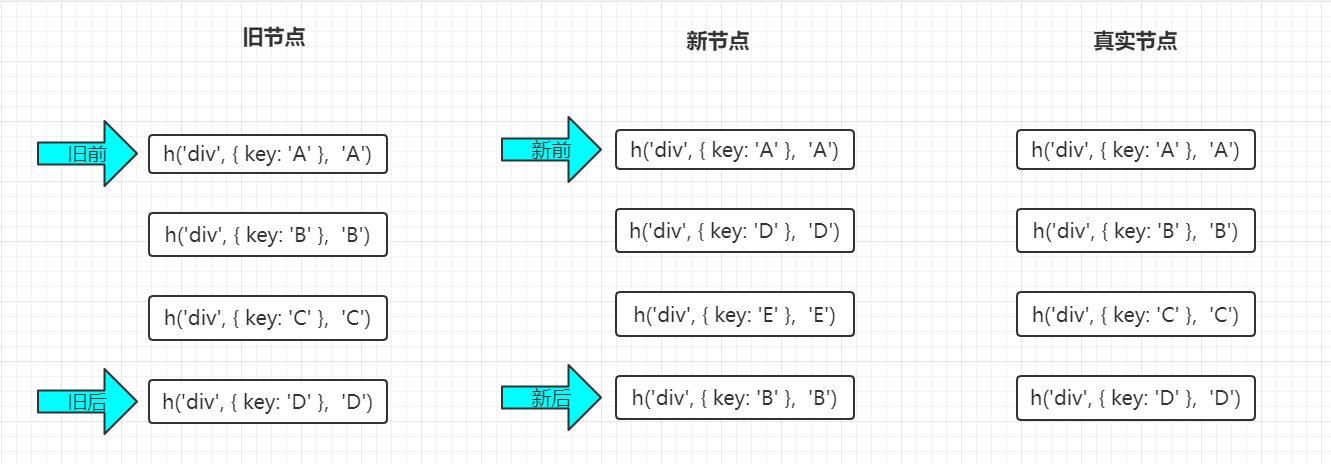 旧节点
新节点
真实节点
旧前
h('div', { key: 'A' },  'A')
新前
h('div', { key: 'A' },  'A')
h('div', { key: 'A' },  'A')
h('div', { key: 'B' },  'B')
h('div', { key: 'D' },  'D')
h('div', { key: 'B' },  'B')
h('div', { key: 'C' },  'C')
h('div', { key: 'E' },  'E')
h('div', { key: 'C' },  'C')
旧后
h('div', { key: 'D' },  'D')
新后
h('div', { key: 'B' },  'B')
h('div', { key: 'D' },  'D')